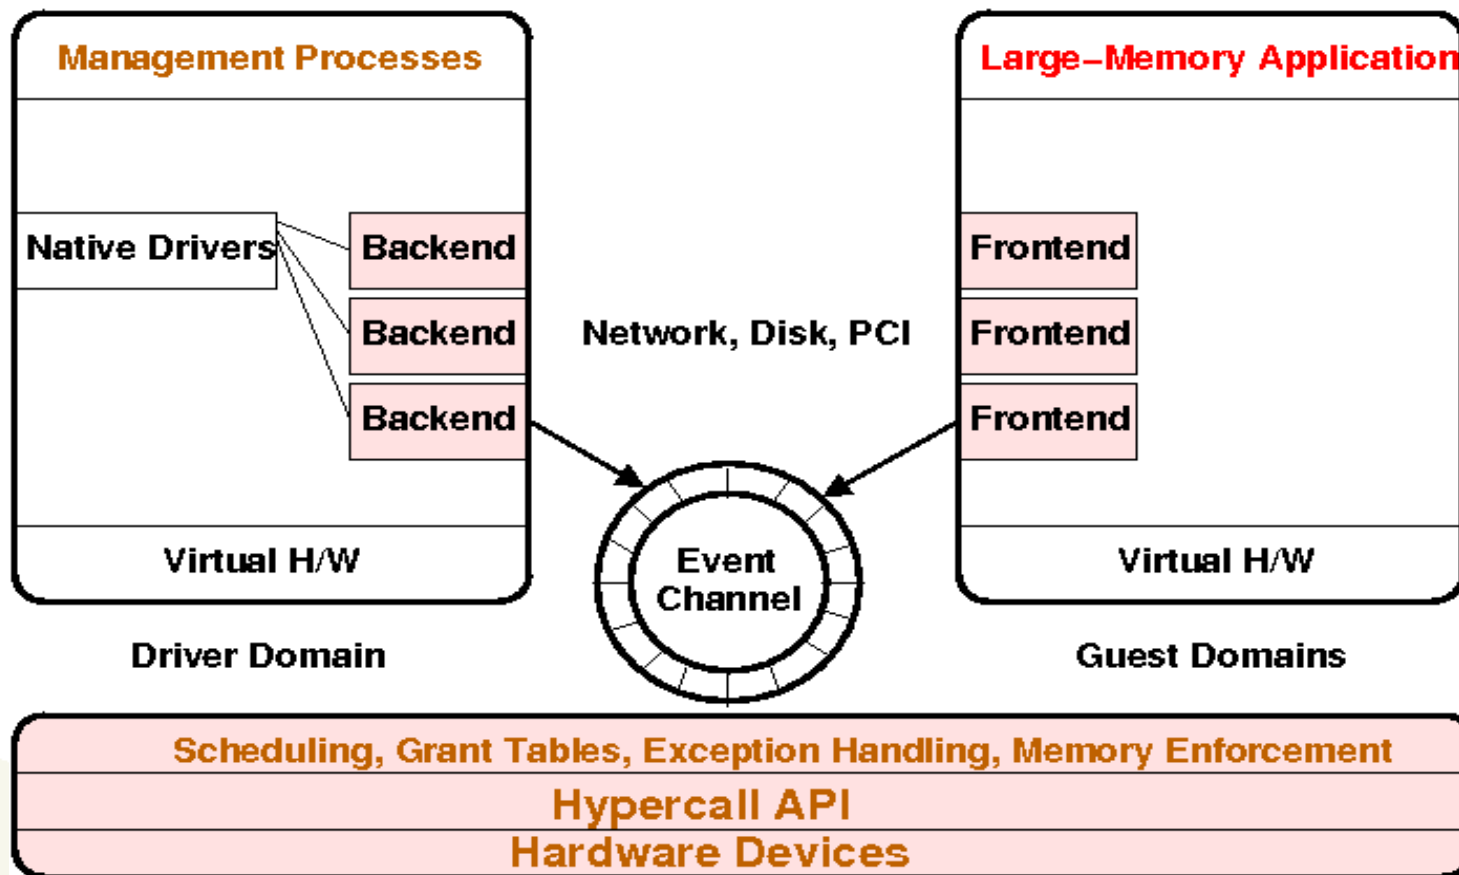 Management Processes
Large-Memory Application
Native Drivers
Backend
Backend
Backend
Network, Disk, PCI
Frontend
Frontend
Frontend
Event
Channel
Virtual H/W
Virtual H/W
Driver Domain
Guest Domains
Scheduling, Grant Tables, Exception Handling, Memory Enforcement
Hypercall API
Hardware Devices